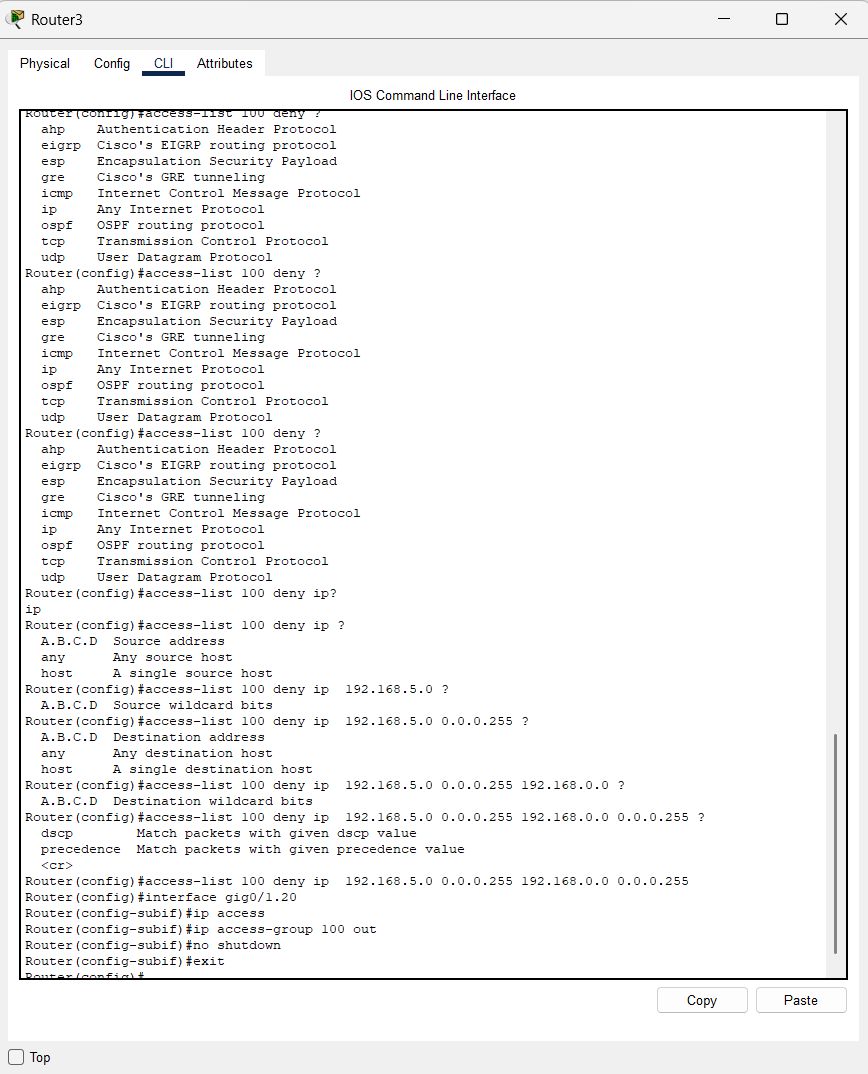 Router3
Physical Config CLI Attributes
IOS Command Line Interface
Router(config)#access-list 100 deny ?
ahp Authentication Header Protocol
eigrp Cisco's EIGRP routing protocol
esp Encapsulation Security Payload
gre Cisco's GRE tunneling
icmp Internet Control Message Protocol
ip Any Internet Protocol
ospf OSPF routing protocol
tcp Transmission Control Protocol
udp User Datagram Protocol
Router(config)#access-list 100 deny ?
ahp Authentication Header Protocol
eigrp Cisco's EIGRP routing protocol
esp Encapsulation Security Payload
gre Cisco's GRE tunneling
icmp Internet Control Message Protocol
ip Any Internet Protocol
ospf OSPF routing protocol
tcp Transmission Control Protocol
udp User Datagram Protocol
Router(config)#access-list 100 deny ?
ahp Authentication Header Protocol
eigrp Cisco's EIGRP routing protocol
esp Encapsulation Security Payload
gre Cisco's GRE tunneling
icmp Internet Control Message Protocol
ip Any Internet Protocol
ospf OSPF routing protocol
tcp Transmission Control Protocol
udp User Datagram Protocol
Router(config)#access-list 100 deny ip?
ip
Router(config)#access-list 100 deny ip ?
A.B.C.D Source address
any Any source host
host A single source host
Router(config)#access-list 100 deny ip 192.168.5.0 ?
A.B.C.D Source wildcard bits
Router(config)#access-list 100 deny ip 192.168.5.0 0.0.0.255 ?
A.B.C.D Destination address
any Any destination host
host A single destination host
Router(config)#access-list 100 deny ip 192.168.5.0 0.0.0.255 192.168.0.0 ?
A.B.C.D Destination wildcard bits
Router(config)#access-list 100 deny ip 192.168.5.0 0.0.0.255 192.168.0.0 0.0.0.255 ?
dscp Match packets with given dscp value
precedence Match packets with given precedence value
<cr>
Router(config)#access-list 100 deny ip 192.168.5.0 0.0.0.255 192.168.0.0 0.0.0.255
Router(config)#interface gig0/1.20
Router(config-subif)#ip access
Router(config-subif)#ip access-group 100 out
Router(config-subif)#no shutdown
Router(config-subif)#exit
Router(config)#
Copy Paste
Top